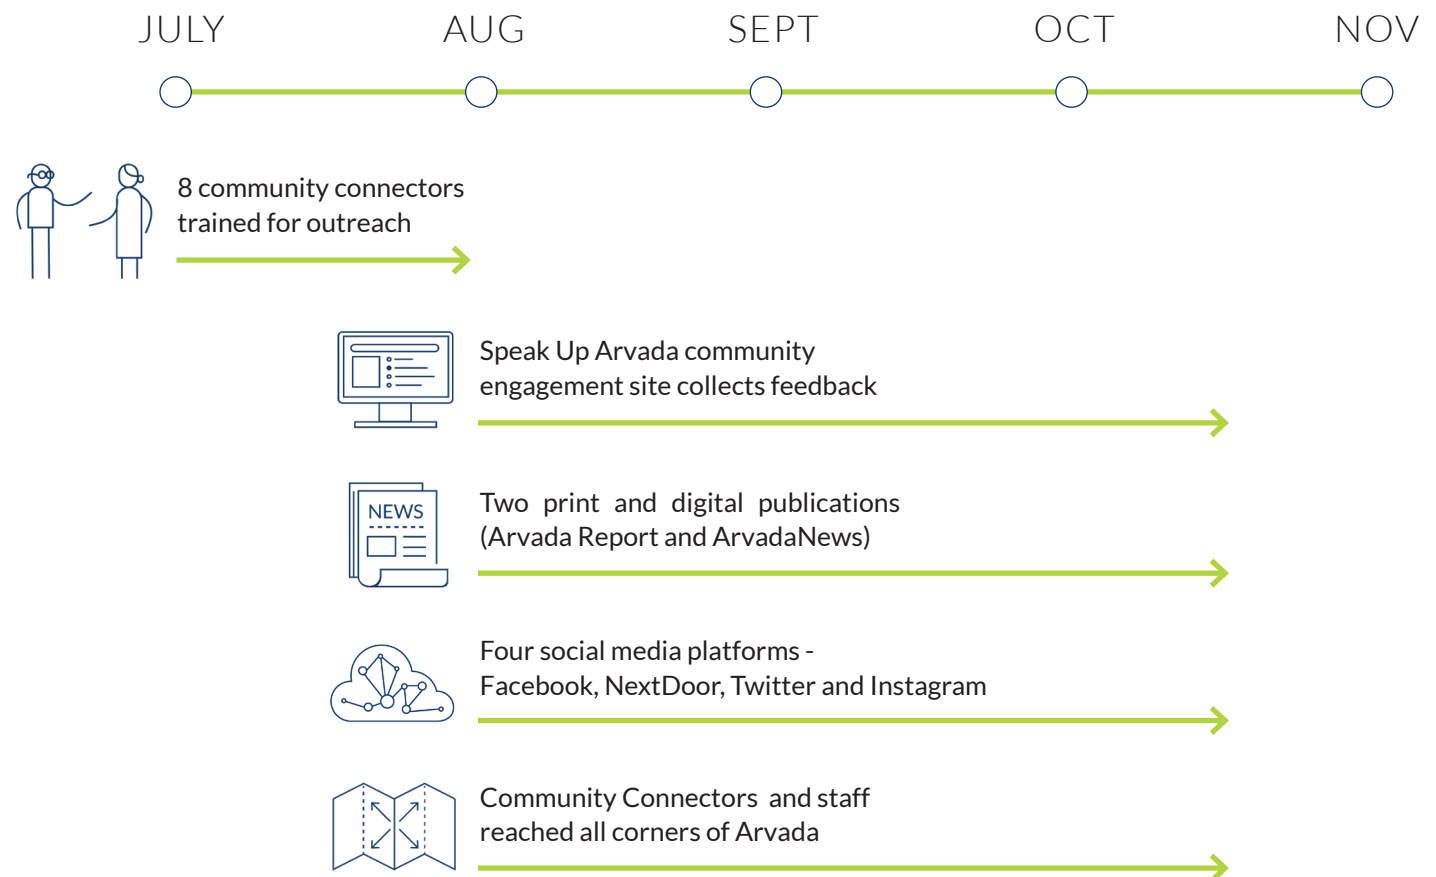 JULY AUG SEPT OCT NOV
8 community connectors
trained for outreach
Speak Up Arvada community
engagement site collects feedback
NEWS
Two print and digital publications
(Arvada Report and ArvadaNews)
Four social media platforms -
Facebook, NextDoor, Twitter and Instagram
Community Connectors and staff
reached all corners of Arvada